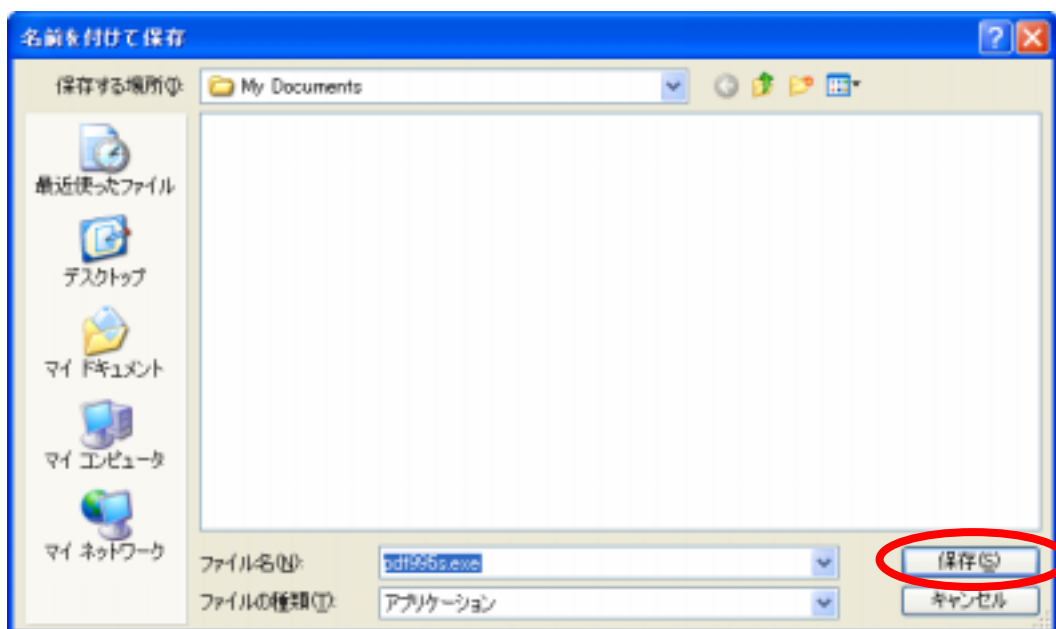 名前を付けて保存
保存する場所(I):
My Documents
最近使ったファイル
デスクトップ
マイ ドキュメント
マイ コンピュータ
マイ ネットワーク
ファイル名(N):
pdf995s.exe
保存(S)
ファイルの種類(T):
アプリケーション
キャンセル